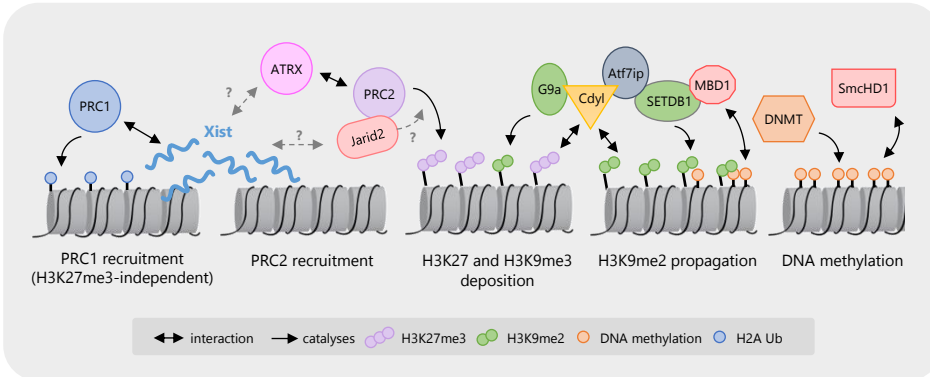 ATRX
PRC2
Jarid2
?
?
?
PRC1
Xist
G9a
Cdyl
Atf7ip
SETDB1
MBD1
DNMT
SmcHD1
PRC1 recruitment
(H3K27me3-independent)
PRC2 recruitment
H3K27 and H3K9me3
deposition
H3K9me2 propagation
DNA methylation
interaction
catalyses
H3K27me3
H3K9me2
DNA methylation
H2A Ub